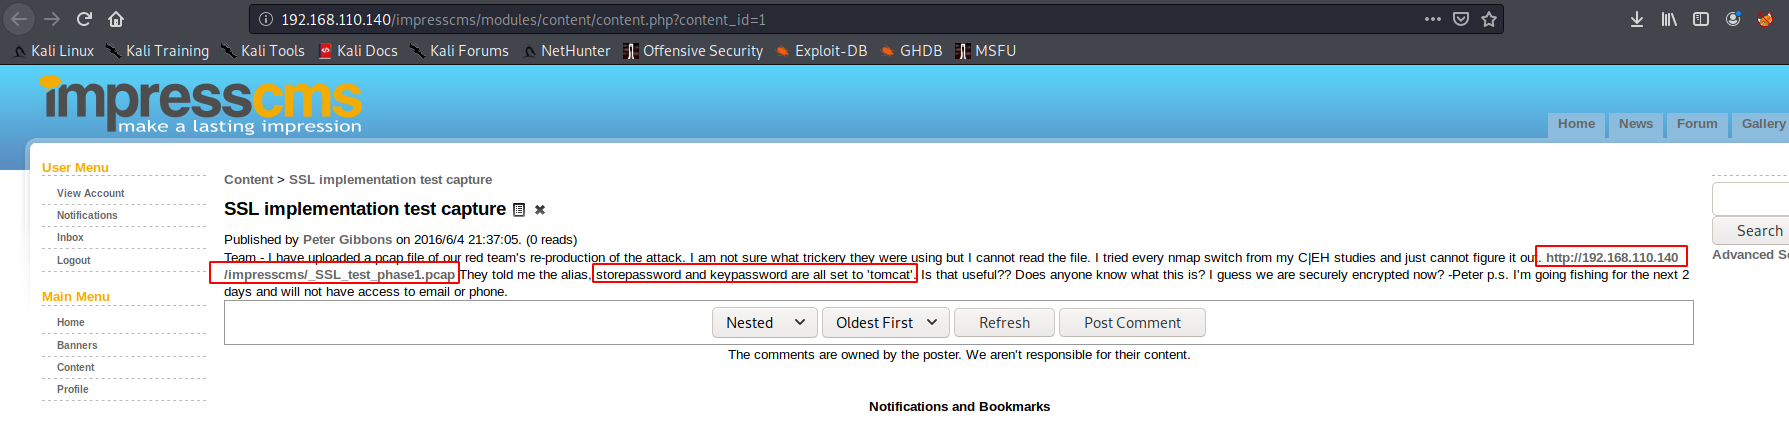 192.168.110.140/impresscms/modules/content/content.php?content_id=1
Kali Linux Kali Training Kali Tools Kali Docs Kali Forums NetHunter Offensive Security Exploit-DB GHDB MSFU
impresscms
make a lasting impression
Home News Forum Gallery
User Menu
View Account
Notifications
Inbox
Logout
Main Menu
Home
Banners
Content
Profile
Content > SSL implementation test capture
SSL implementation test capture
Published by Peter Gibbons on 2016/6/4 21:37:05. (0 reads)
Team - I have uploaded a pcap file of our red team's re-production of the attack. I am not sure what trickery they were using but I cannot read the file. I tried every nmap switch from my C|EH studies and just cannot figure it out. http://192.168.110.140
/impresscms/_SSL_test_phase1.pcap They told me the alias, storepassword and keypassword are all set to 'tomcat'. Is that useful?? Does anyone know what this is? I guess we are securely encrypted now? -Peter p.s. I'm going fishing for the next 2
days and will not have access to email or phone.
Nested Oldest First Refresh Post Comment
The comments are owned by the poster. We aren't responsible for their content.
Notifications and Bookmarks
Search
Advanced